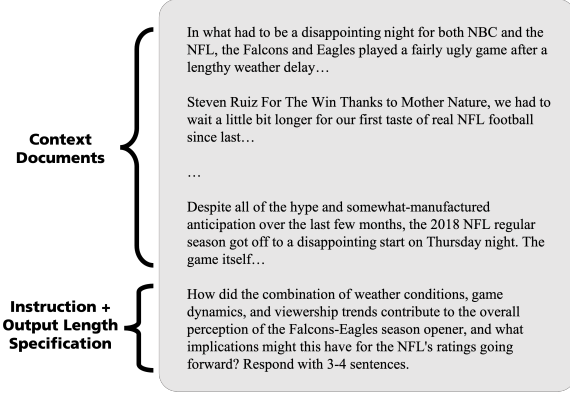 Context
Documents
In what had to be a disappointing night for both NBC and the
NFL, the Falcons and Eagles played a fairly ugly game after a
lengthy weather delay…
Steven Ruiz For The Win Thanks to Mother Nature, we had to
wait a little bit longer for our first taste of real NFL football
since last…
…
Despite all of the hype and somewhat-manufactured
anticipation over the last few months, the 2018 NFL regular
season got off to a disappointing start on Thursday night. The
game itself…
Instruction +
Output Length
Specification
How did the combination of weather conditions, game
dynamics, and viewership trends contribute to the overall
perception of the Falcons-Eagles season opener, and what
implications might this have for the NFL's ratings going
forward? Respond with 3-4 sentences.